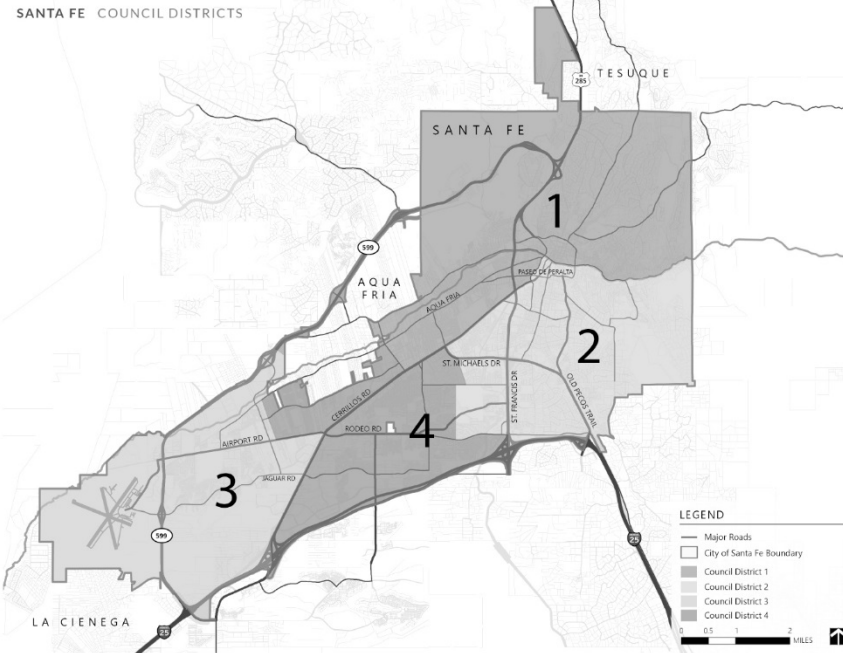 SANTA FE COUNCIL DISTRICTS
285
TESUQUE
SANTA FE
1
599
PASEO DE PERALTA
AQUA
FRIA
AQUA FRIA
2
ST. MICHAELS DR
ST. FRANCIS DR
OLD PECOS TRAIL
CERRILLOS RD
4
RODEO RD
AIRPORT RD
3
JAGUAR RD
599
25
LA CIENEGA
25
LEGEND
Major Roads
City of Santa Fe Boundary
Council District 1
Council District 2
Council District 3
Council District 4
0 0.5 1 2
MILES